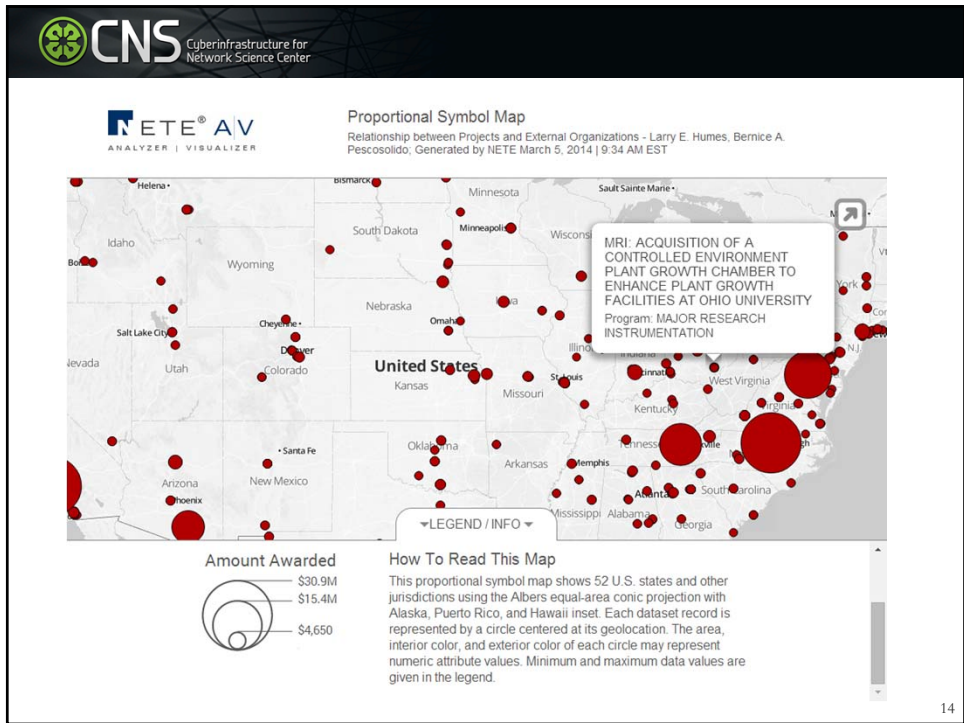 CNS Cyberinfrastructure for
Network Science Center
NETE® A|V
ANALYZER | VISUALIZER
Proportional Symbol Map
Relationship between Projects and External Organizations - Larry E. Humes, Bernice A.
Pescosolido; Generated by NETE March 5, 2014 | 9:34 AM EST
Helena
Bismarck
Minnesota
Sault Sainte Marie
Idaho
South Dakota
Minneapolis
Wyoming
MRI: ACQUISITION OF A
CONTROLLED ENVIRONMENT
PLANT GROWTH CHAMBER TO
ENHANCE PLANT GROWTH
FACILITIES AT OHIO UNIVERSITY
Program: MAJOR RESEARCH
INSTRUMENTATION
Nebraska
Iowa
Cheyenne
Omaha
Salt Lake City
Utah
Denver
Colorado
United States
Kansas
St. Louis
Missouri
Indiana
West Virginia
Kentucky
Virginia
N.J.
Santa Fe
Oklahoma
Arkansas
Memphis
Arizona
New Mexico
Phoenix
Atlanta
South Carolina
Mississippi
Alabama
Georgia
LEGEND / INFO
Amount Awarded
$30.9M
$15.4M
$4,650
How To Read This Map
This proportional symbol map shows 52 U.S. states and other
jurisdictions using the Albers equal-area conic projection with
Alaska, Puerto Rico, and Hawaii inset. Each dataset record is
represented by a circle centered at its geolocation. The area,
interior color, and exterior color of each circle may represent
numeric attribute values. Minimum and maximum data values are
given in the legend.
14